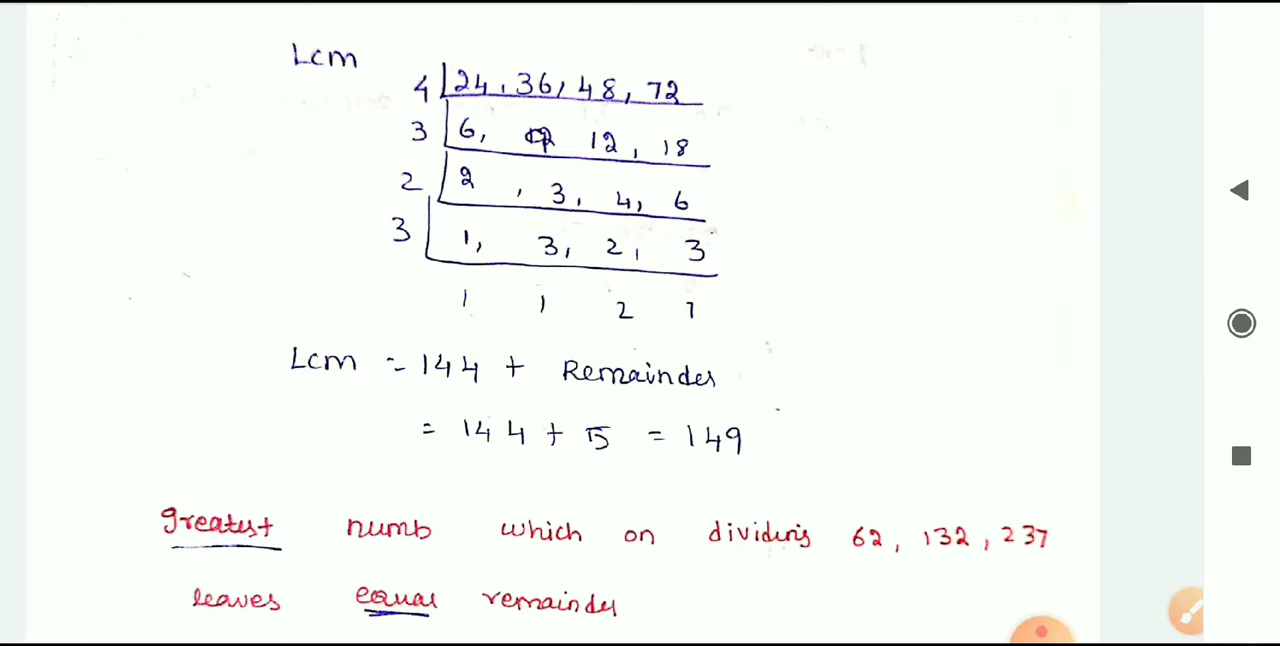 Lcm
4 24, 36, 48, 72
3 6, 12, 18
2 2, 3, 4, 6
3 1, 3, 2, 3
1 1 2 1
Lcm = 144 + Remainder
= 144 + 5 = 149
greatest numb which on dividing 62, 132, 237
leaves equal remainder